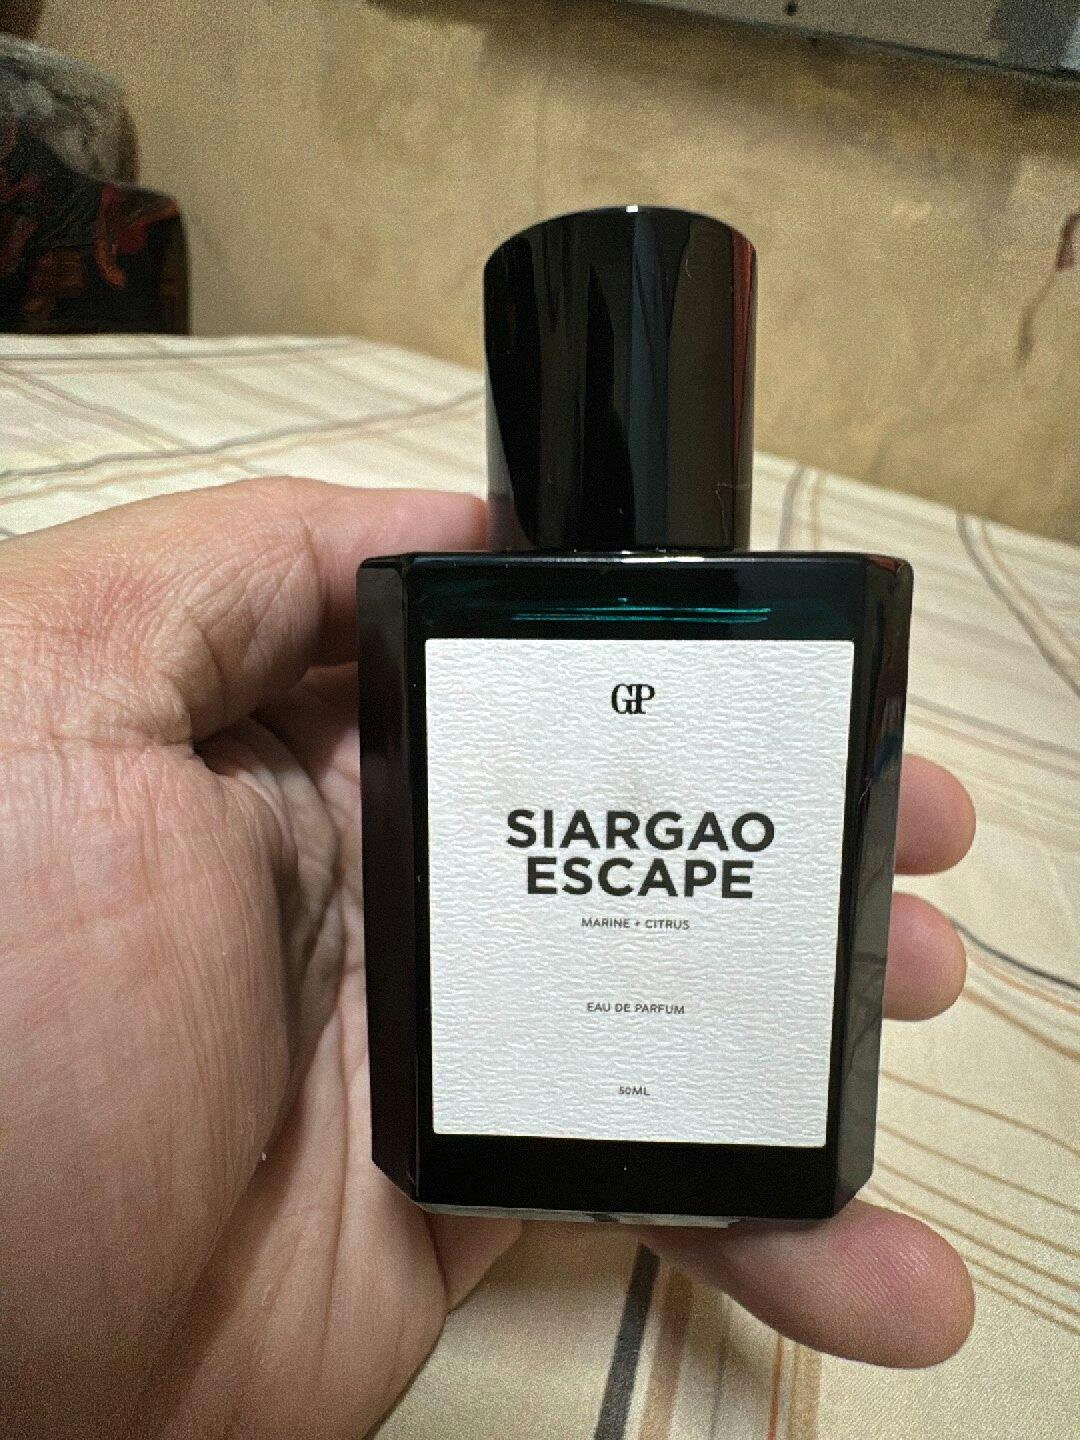 GP
SIARGAO
ESCAPE
MARINE + CITRUS
EAU DE PARFUM
50ML